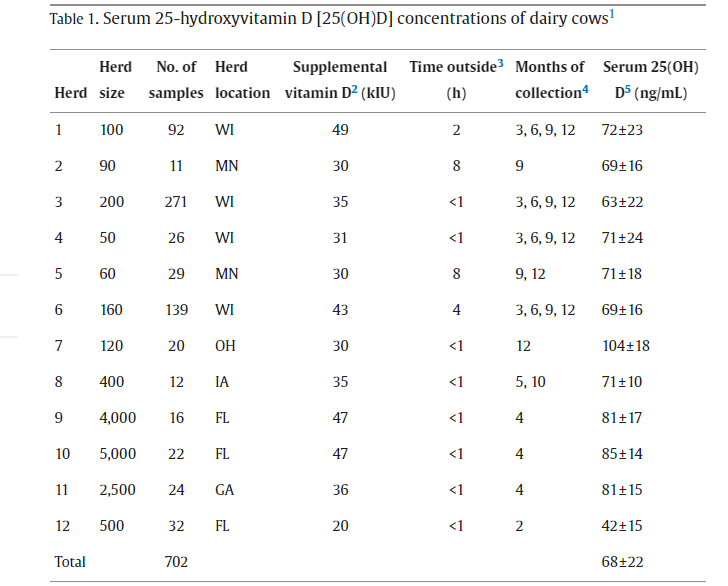 Table 1. Serum 25-hydroxyvitamin D [25(OH)D] concentrations of dairy cows1
Herd No. of Herd Supplemental Time outside3 Months of Serum 25(OH)
Herd size samples location vitamin D2 (kIU) (h) collection4 D5 (ng/mL)
1 100 92 WI 49 2 3, 6, 9, 12 72±23
2 90 11 MN 30 8 9 69±16
3 200 271 WI 35 <1 3, 6, 9, 12 63±22
4 50 26 WI 31 <1 3, 6, 9, 12 71±24
5 60 29 MN 30 8 9, 12 71±18
6 160 139 WI 43 4 3, 6, 9, 12 69±16
7 120 20 OH 30 <1 12 104±18
8 400 12 IA 35 <1 5, 10 71±10
9 4,000 16 FL 47 <1 4 81±17
10 5,000 22 FL 47 <1 4 85±14
11 2,500 24 GA 36 <1 4 81±15
12 500 32 FL 20 <1 2 42±15
Total 702 68±22